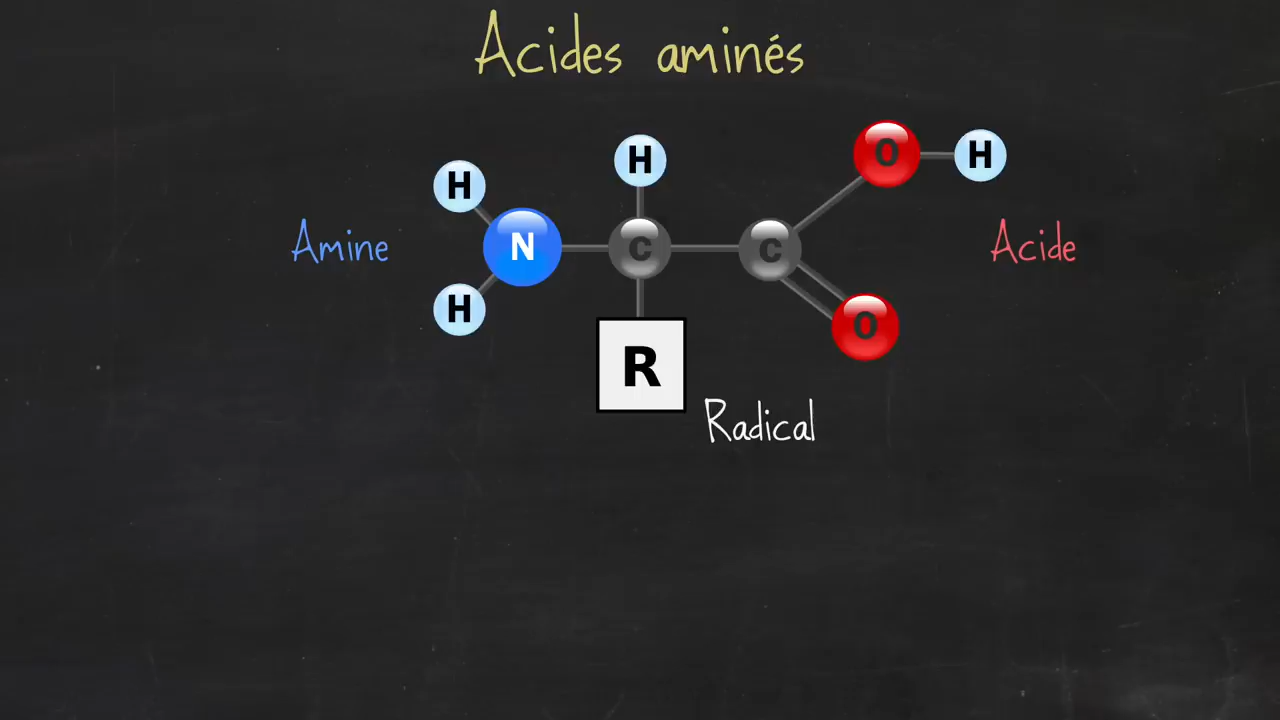 Acides aminés
H H O H
H
Amine N C C Acide
H O
R
Radical